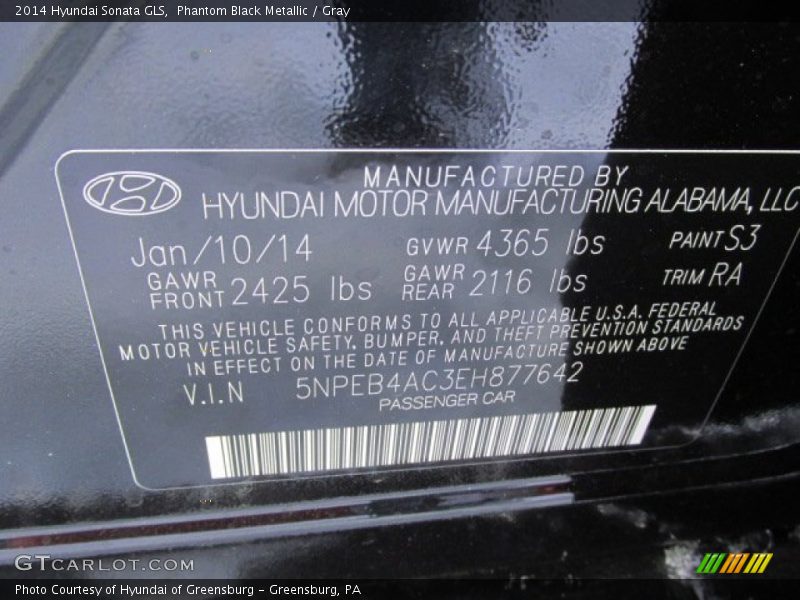 2014 Hyundai Sonata GLS,  Phantom Black Metallic / Gray
MANUFACTURED BY
HYUNDAI MOTOR MANUFACTURING ALABAMA, LLC
Jan/10/14 GVWR 4365 lbs PAINT S3
GAWR FRONT 2425 lbs GAWR REAR 2116 lbs TRIM RA
THIS VEHICLE CONFORMS TO ALL APPLICABLE U.S.A. FEDERAL
MOTOR VEHICLE SAFETY, BUMPER, AND THEFT PREVENTION STANDARDS
IN EFFECT ON THE DATE OF MANUFACTURE SHOWN ABOVE
V.I.N 5NPEB4AC3EH877642
PASSENGER CAR
GTCARLOT.COM
Photo Courtesy of Hyundai of Greensburg – Greensburg, PA